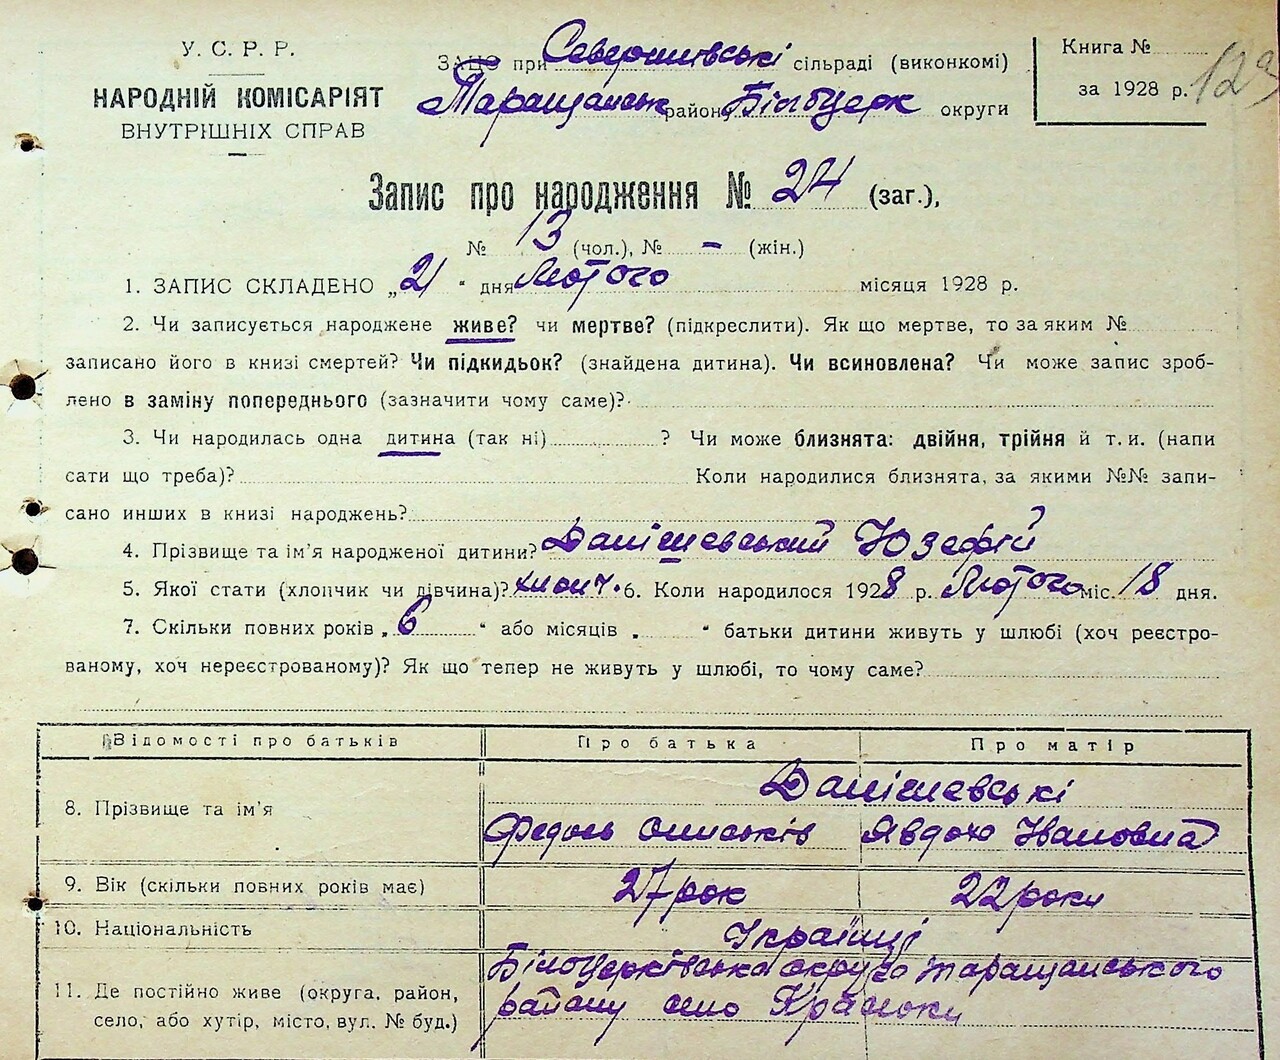 У. С. Р. Р.
НАРОДНІЙ КОМІСАРІЯТ
ВНУТРІШНІХ СПРАВ
ЗАЦС при сільраді (виконкомі)
Таращанськ району Білоцерк округи
Книга №
за 1928 р.
123
Запис про народження № 24 (заг.),
№ 13 (чол.), № – (жін.)
1. ЗАПИС СКЛАДЕНО „21“ дня Лютого місяця 1928 р.
2. Чи записується народжене живе? чи мертве? (підкреслити). Як що мертве, то за яким №
записано його в книзі смертей? Чи підкидьок? (знайдена дитина). Чи всиновлена? Чи може запис зроб-
лено в заміну попереднього (зазначити чому саме)?
3. Чи народилась одна дитина (так ні) ? Чи може близнята: двійня, трійня й т. и. (напи
сати що треба)? Коли народилися близнята, за якими №№ запи-
сано инших в книзі народжень?
4. Прізвище та ім'я народженої дитини? Данішевський Юзефій
5. Якої стати (хлопчик чи дівчина)? хлопч. 6. Коли народилося 1928 р. Лютого міс. 18 дня.
7. Скільки повних років „6“ або місяців „ “ батьки дитини живуть у шлюбі (хоч реєстро-
ваному, хоч нереєстрованому)? Як що тепер не живуть у шлюбі, то чому саме?
Відомості про батьків Про батька Про матір
8. Прізвище та ім'я Данішевські
Федось Явдоха Івановна
9. Вік (скільки повних років має) 27 рок 22 роки
10. Національність Українці
11. Де постійно живе (округа, район,
село, або хутір, місто, вул. № буд.)
Білоцерківська округа Таращанського
району село